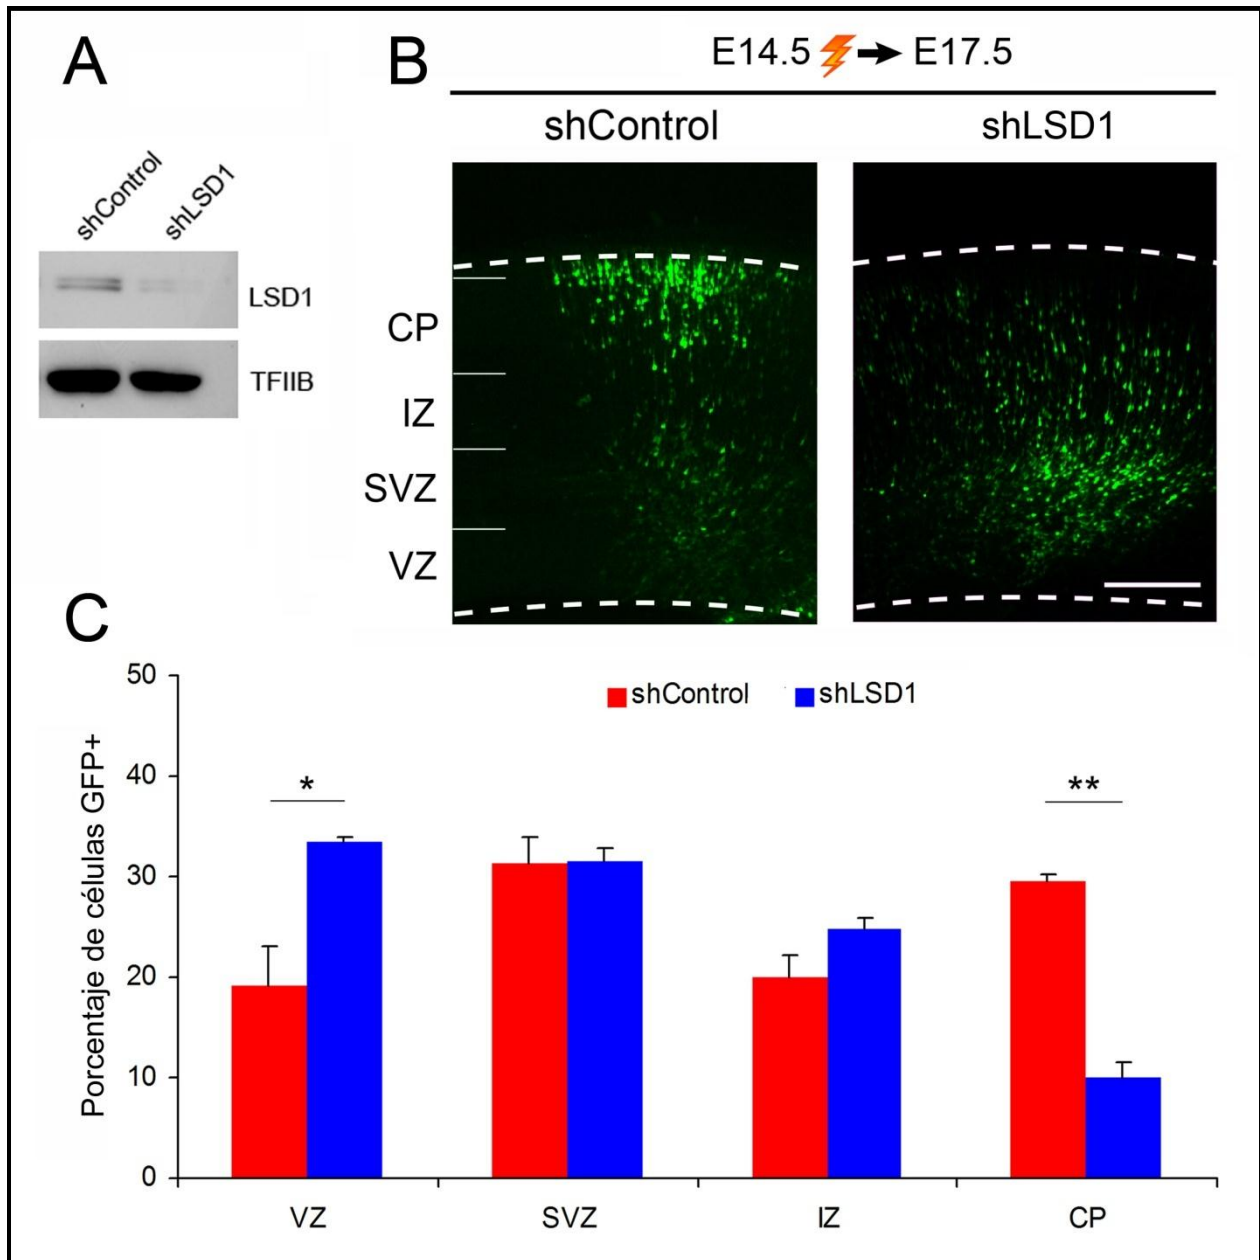 A
shControl
shLSD1
LSD1
TFIIB
B
E14.5 E17.5
shControl
shLSD1
CP
IZ
SVZ
VZ
C
Porcentaje de células GFP+
50
40
30
20
10
0
shControl
shLSD1
*
**
VZ
SVZ
IZ
CP